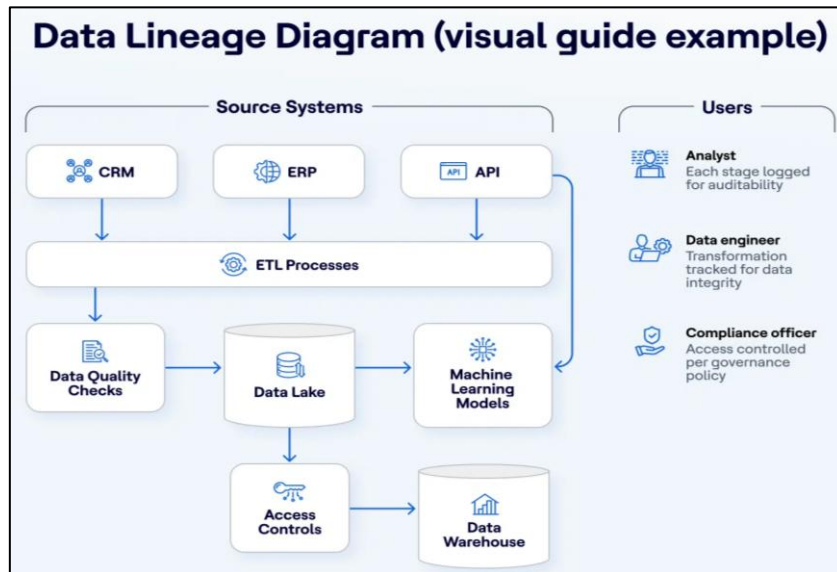 Data Lineage Diagram (visual guide example)
Source Systems
CRM
ERP
API
API
ETL Processes
Data Quality
Checks
Data Lake
Machine
Learning
Models
Access
Controls
Data
Warehouse
Users
Analyst
Each stage logged
for auditability
Data engineer
Transformation
tracked for data
integrity
Compliance officer
Access controlled
per governance
policy